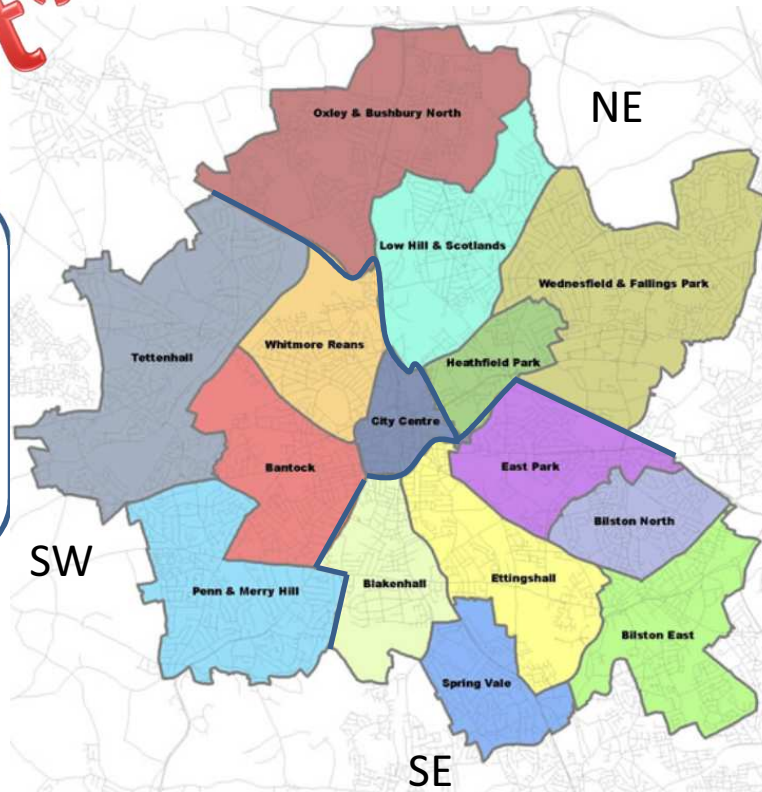 t
NE
Oxley & Bushbury North
Low Hill & Scotlands
Wednesfield & Fallings Park
Tettenhall
Whitmore Reans
Heathfield Park
City Centre
Bantock
East Park
Bilston North
SW
Penn & Merry Hill
Blakenhall
Ettingshall
Bilston East
Spring Vale
SE